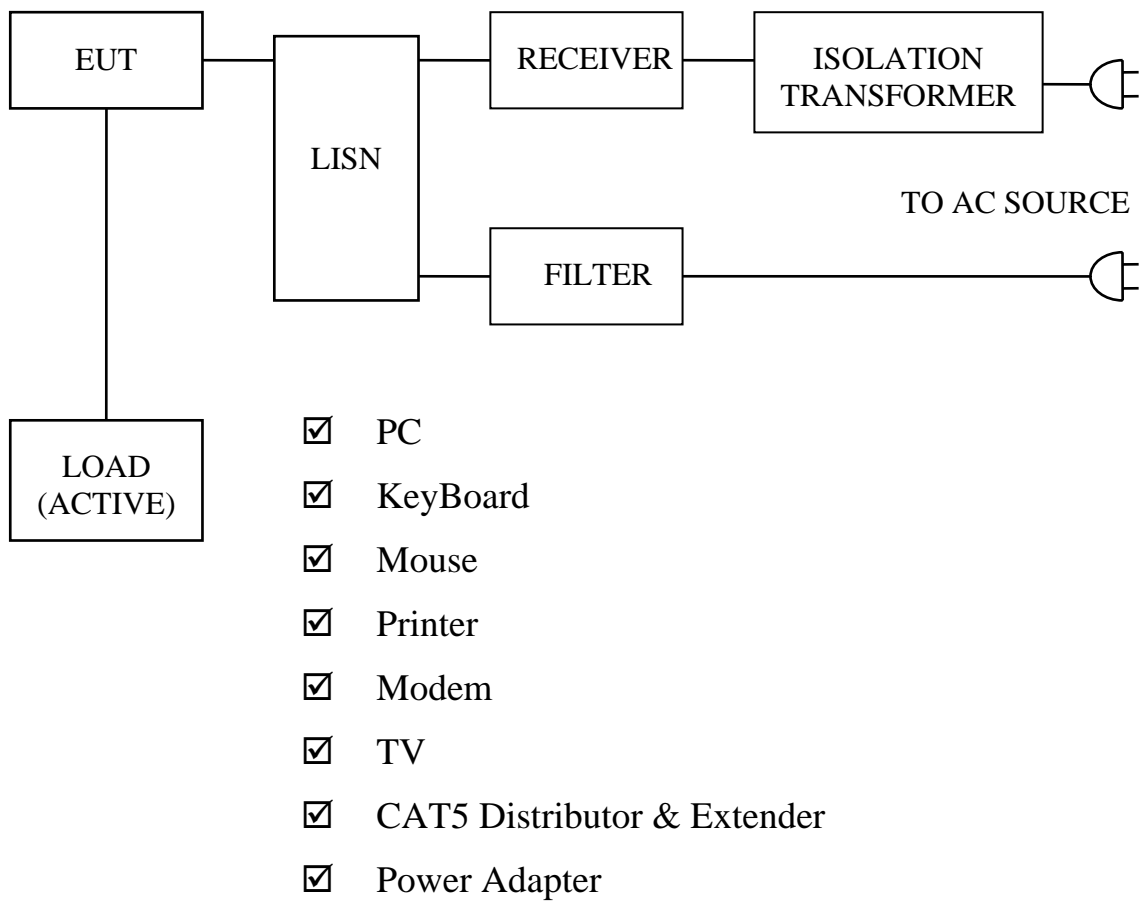 EUT
LISN
RECEIVER
ISOLATION
TRANSFORMER
TO AC SOURCE
FILTER
LOAD
(ACTIVE)
☑ PC
☑ KeyBoard
☑ Mouse
☑ Printer
☑ Modem
☑ TV
☑ CAT5 Distributor & Extender
☑ Power Adapter